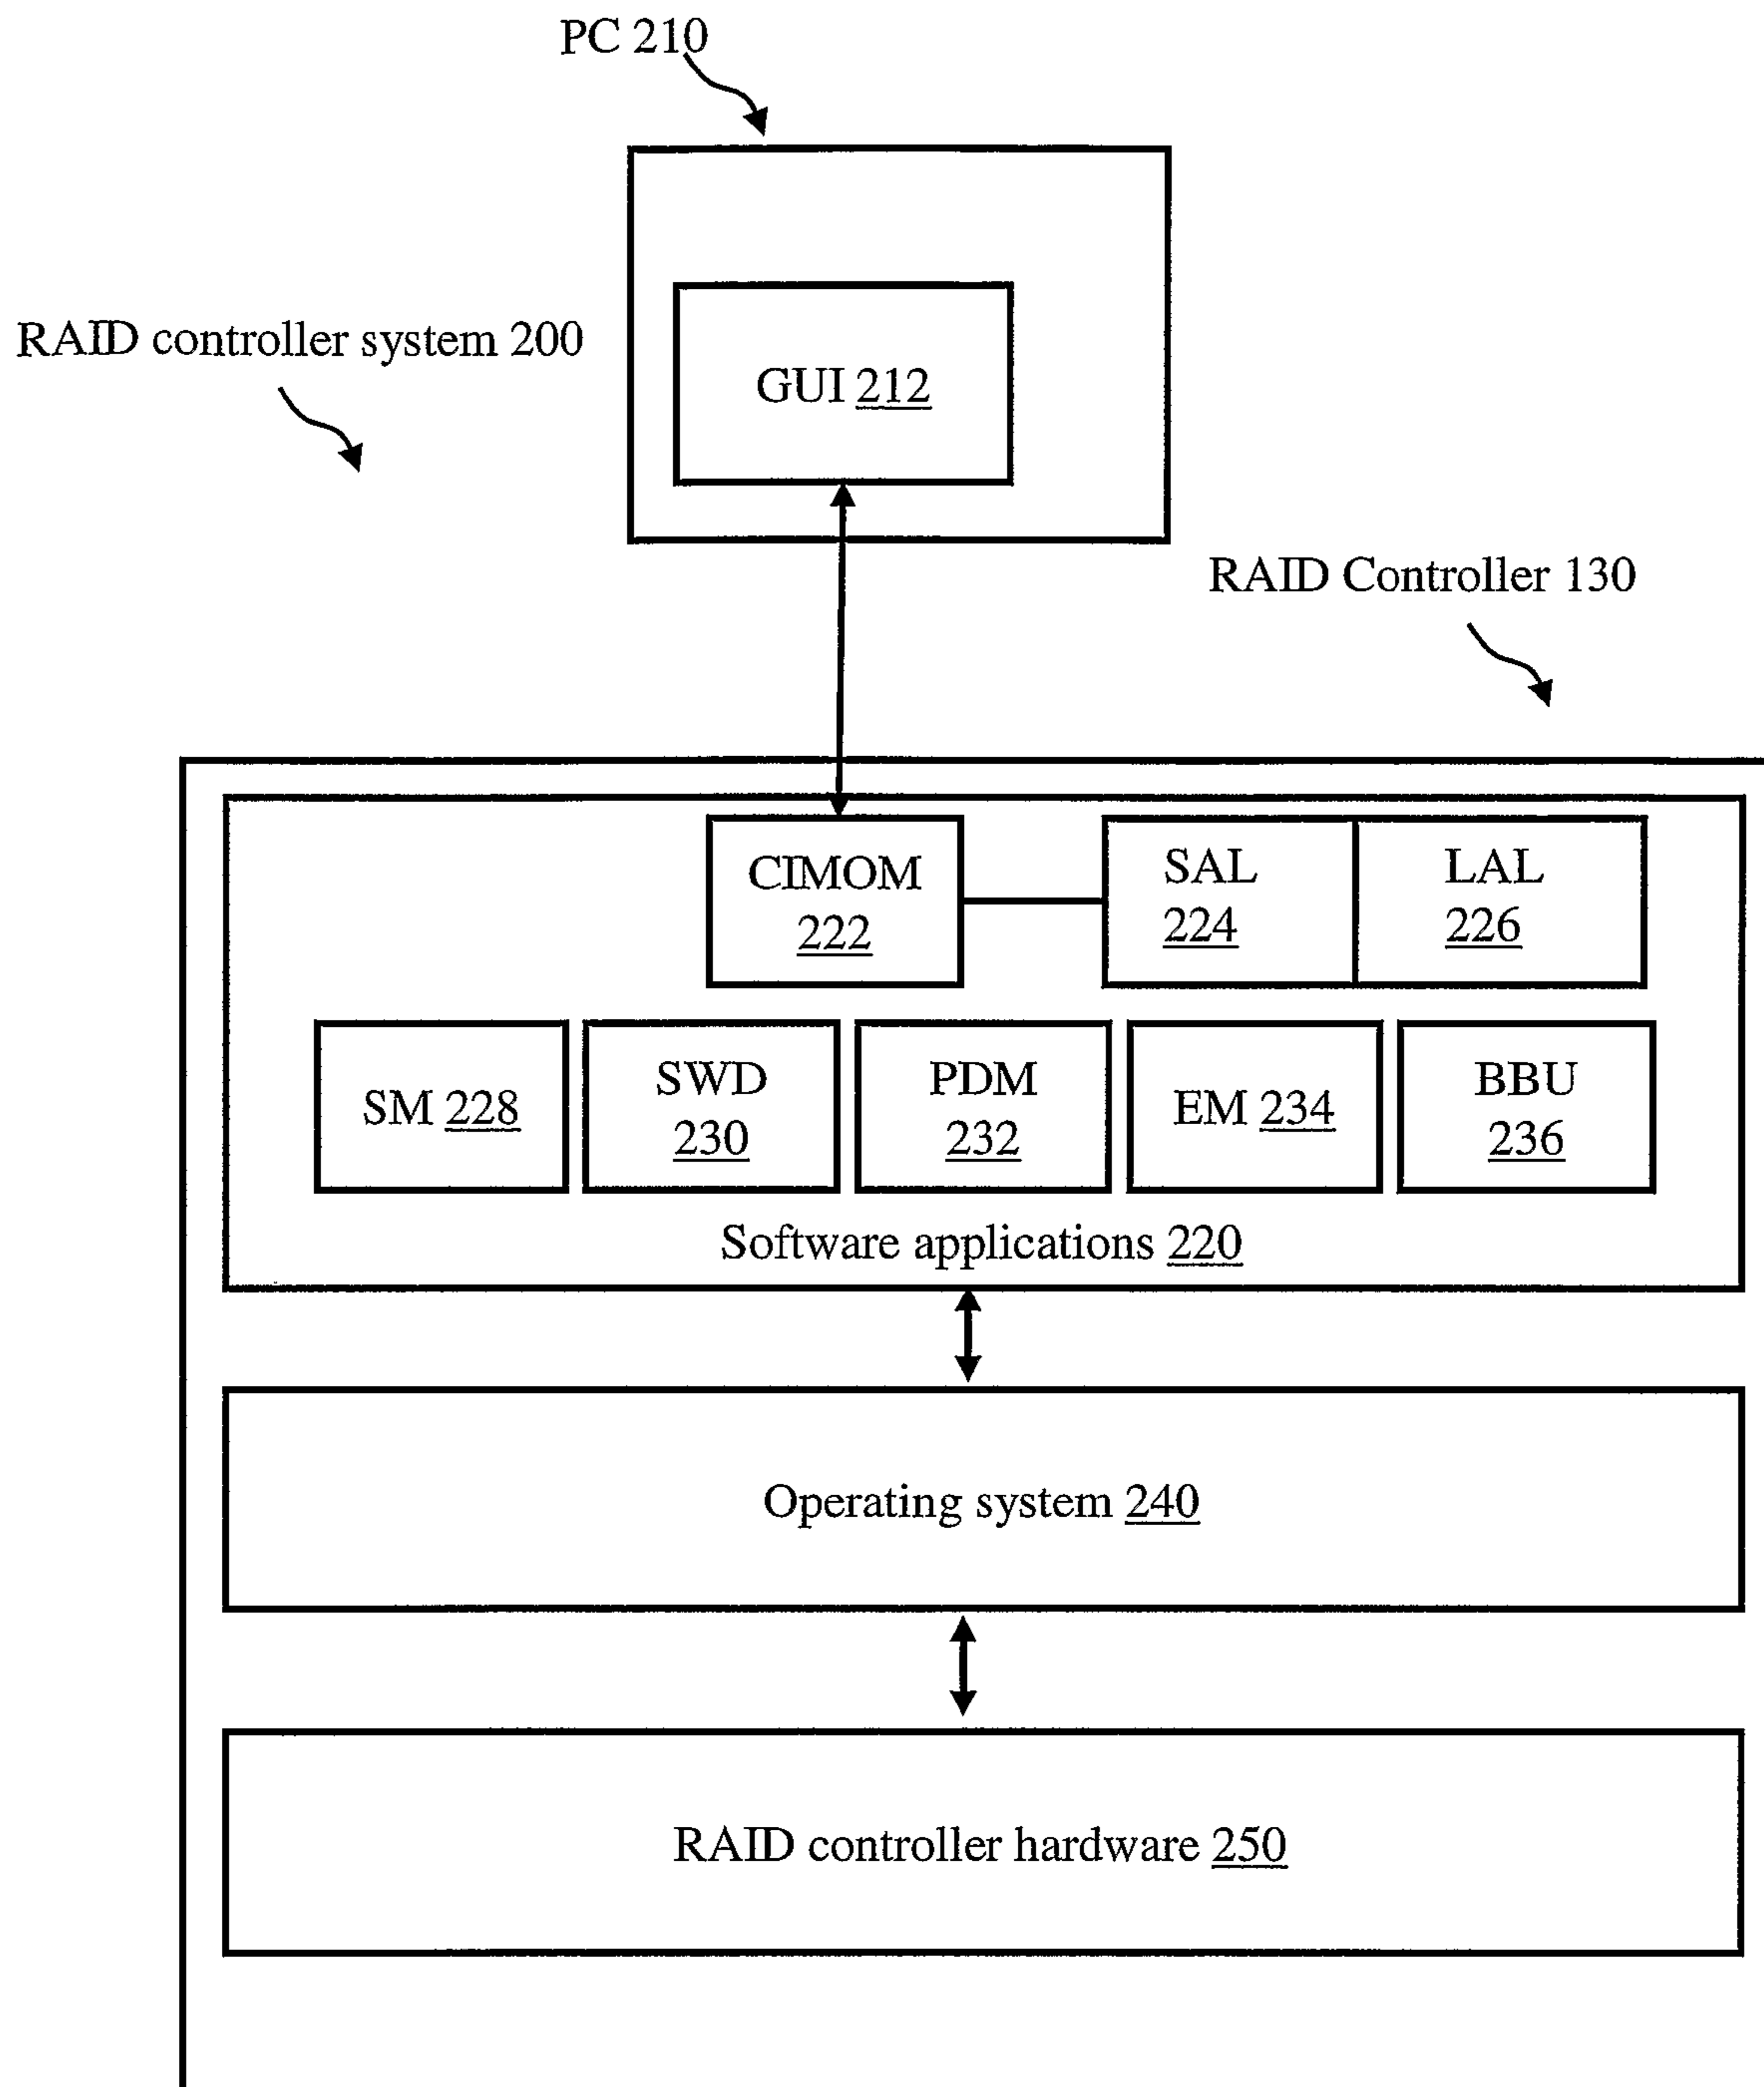 PC 210
RAID controller system 200
GUI 212
RAID Controller 130
CIMOM
222
SAL
224
LAL
226
SM 228
SWD
230
PDM
232
EM 234
BBU
236
Software applications 220
Operating system 240
RAID controller hardware 250